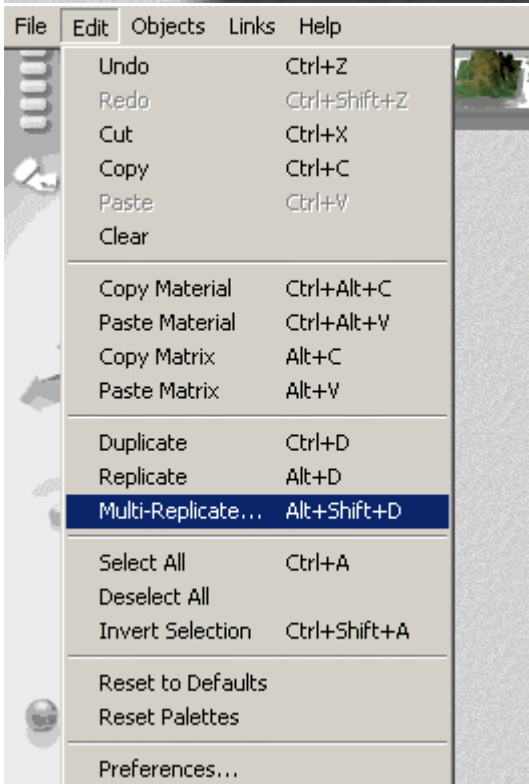 File Edit Objects Links Help
Undo Ctrl+Z
Redo Ctrl+Shift+Z
Cut Ctrl+X
Copy Ctrl+C
Paste Ctrl+V
Clear
Copy Material Ctrl+Alt+C
Paste Material Ctrl+Alt+V
Copy Matrix Alt+C
Paste Matrix Alt+V
Duplicate Ctrl+D
Replicate Alt+D
Multi-Replicate... Alt+Shift+D
Select All Ctrl+A
Deselect All
Invert Selection Ctrl+Shift+A
Reset to Defaults
Reset Palettes
Preferences...